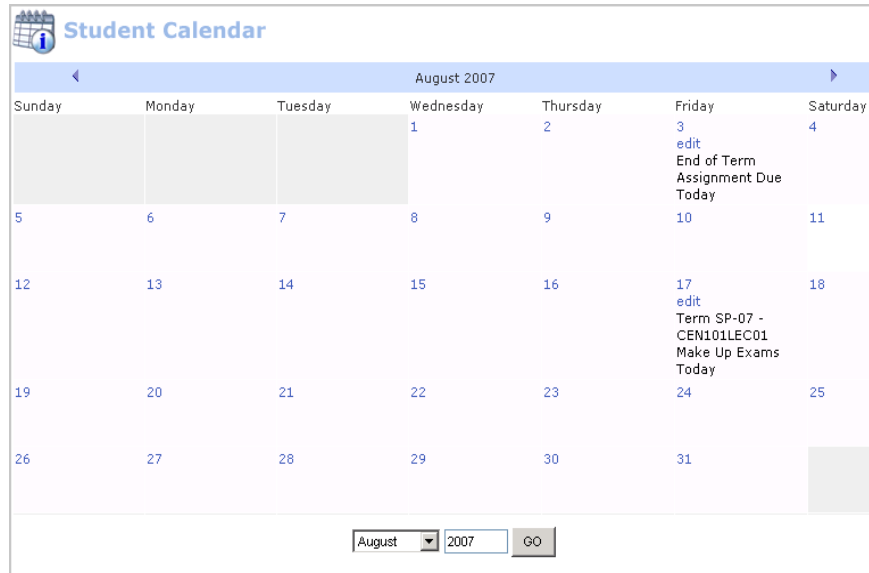 Student Calendar
August 2007
Sunday Monday Tuesday Wednesday Thursday Friday Saturday
1 2 3 4
edit
End of Term
Assignment Due
Today
5 6 7 8 9 10 11
12 13 14 15 16 17 18
edit
Term SP-07 -
CEN101LEC01
Make Up Exams
Today
19 20 21 22 23 24 25
26 27 28 29 30 31
August 2007 GO